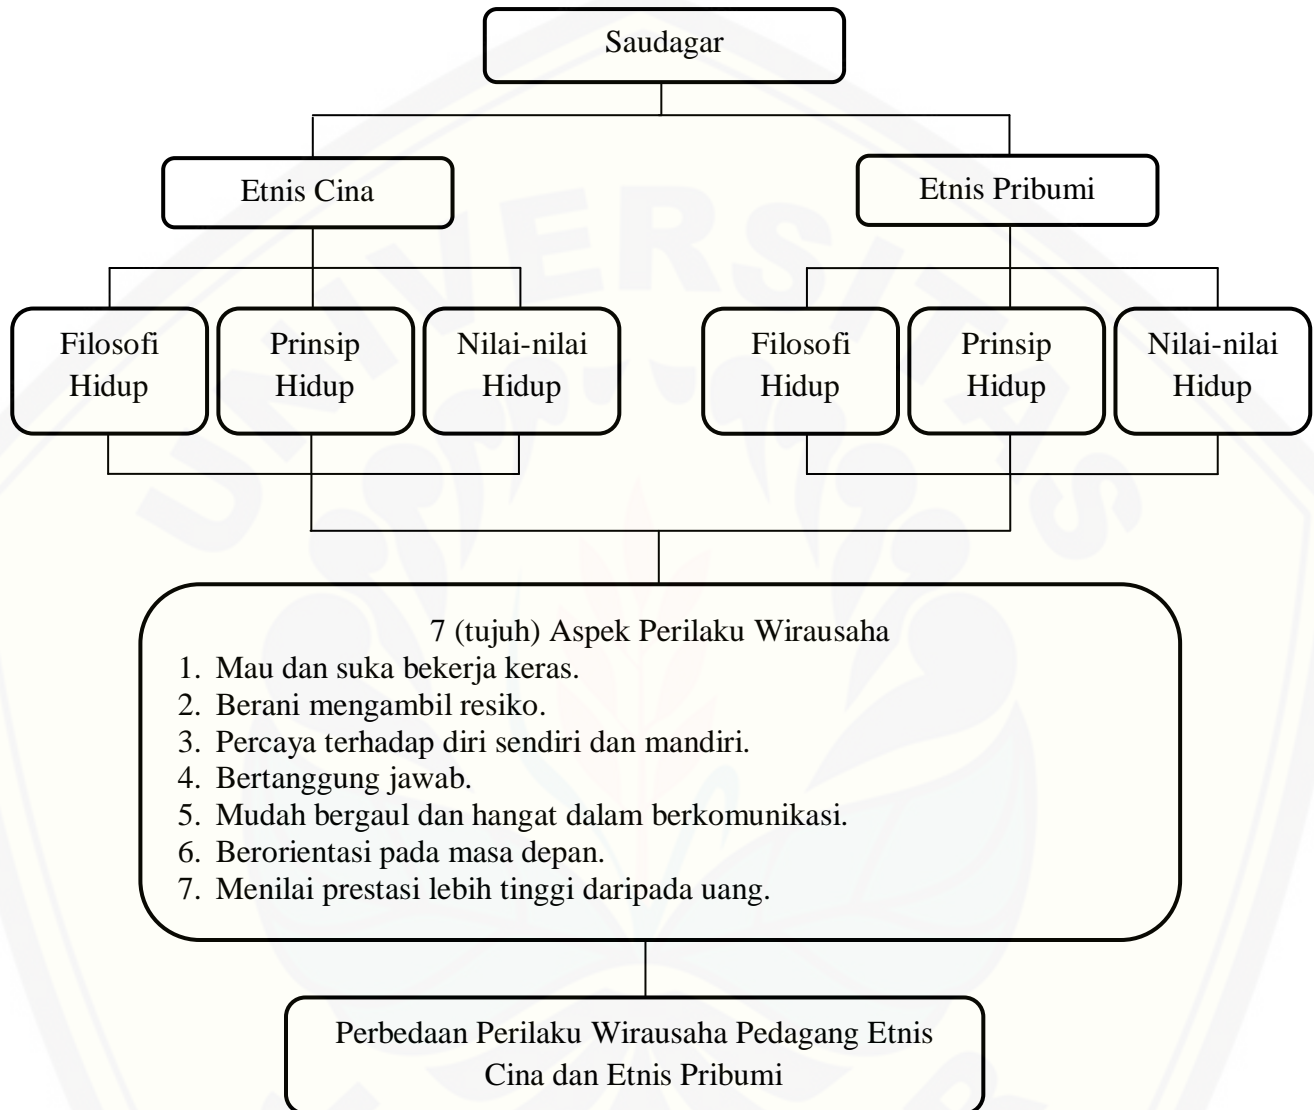 Saudagar
Etnis Cina
Etnis Pribumi
Filosofi
Hidup
Prinsip
Hidup
Nilai-nilai
Hidup
Filosofi
Hidup
Prinsip
Hidup
Nilai-nilai
Hidup
UNIVERSITAS
7 (tujuh) Aspek Perilaku Wirausaha
1. Mau dan suka bekerja keras.
2. Berani mengambil resiko.
3. Percaya terhadap diri sendiri dan mandiri.
4. Bertanggung jawab.
5. Mudah bergaul dan hangat dalam berkomunikasi.
6. Berorientasi pada masa depan.
7. Menilai prestasi lebih tinggi daripada uang.
Perbedaan Perilaku Wirausaha Pedagang Etnis
Cina dan Etnis Pribumi